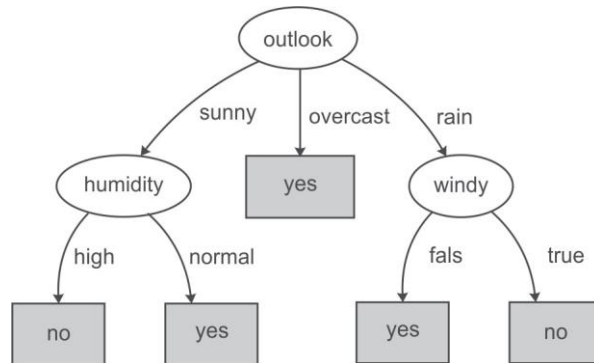 outlook
sunny
overcast
rain
humidity
yes
windy
high
normal
fals
true
no
yes
yes
no